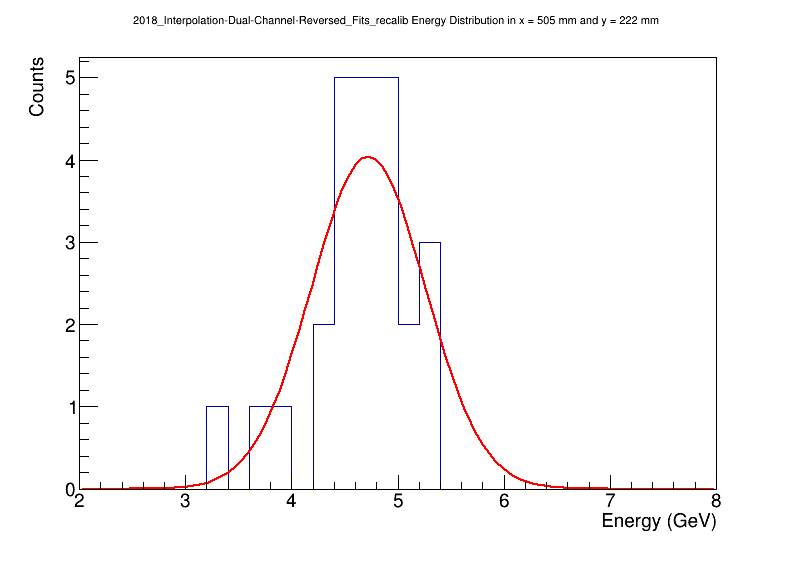 2018_Interpolation-Dual-Channel-Reversed_Fits_recalib Energy Distribution in x = 505 mm and y = 222 mm
Counts
5
4
3
2
1
0
2 3 4 5 6 7 8
Energy (GeV)